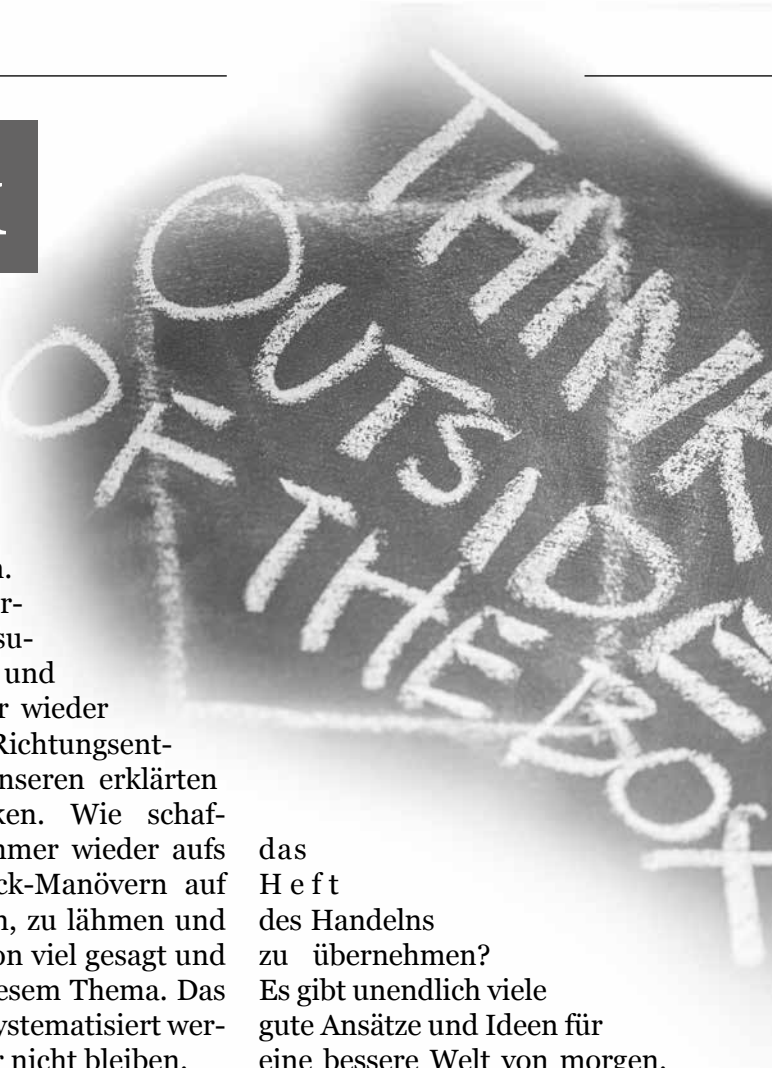 THINK
OUTSIDE
OF THE BOX
n.
r-
su-
und
r wieder
Richtungsent-
nseren erklärten
ken. Wie schaf-
mmer wieder aufs
ck-Manövern auf
n, zu lähmen und
on viel gesagt und
esem Thema. Das
ystematisiert wer-
r nicht bleiben.
das
Heft
des Handelns
zu übernehmen?
Es gibt unendlich viele
gute Ansätze und Ideen für
eine bessere Welt von morgen.